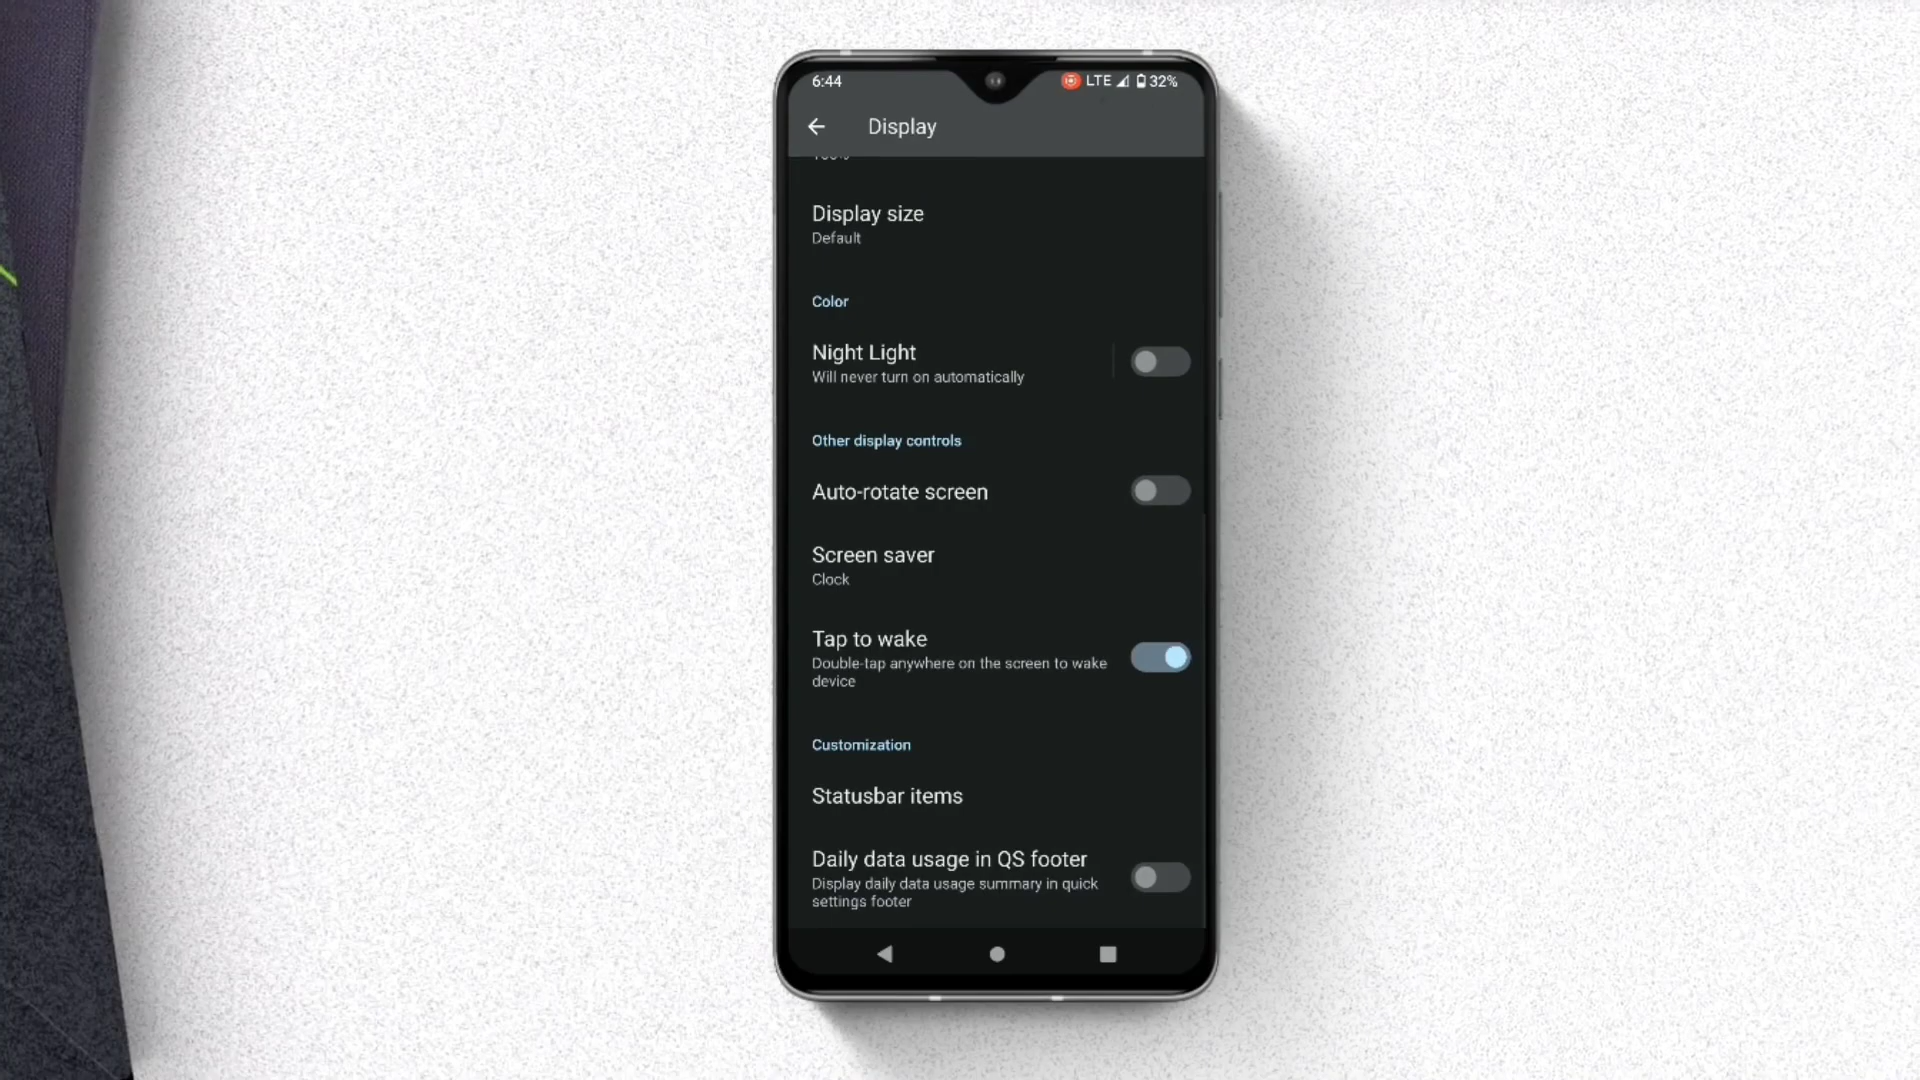 6:44
LTE
32%
Display
Display size
Default
Color
Night Light
Will never turn on automatically
Other display controls
Auto-rotate screen
Screen saver
Clock
Tap to wake
Double-tap anywhere on the screen to wake
device
Customization
Statusbar items
Daily data usage in QS footer
Display daily data usage summary in quick
settings footer